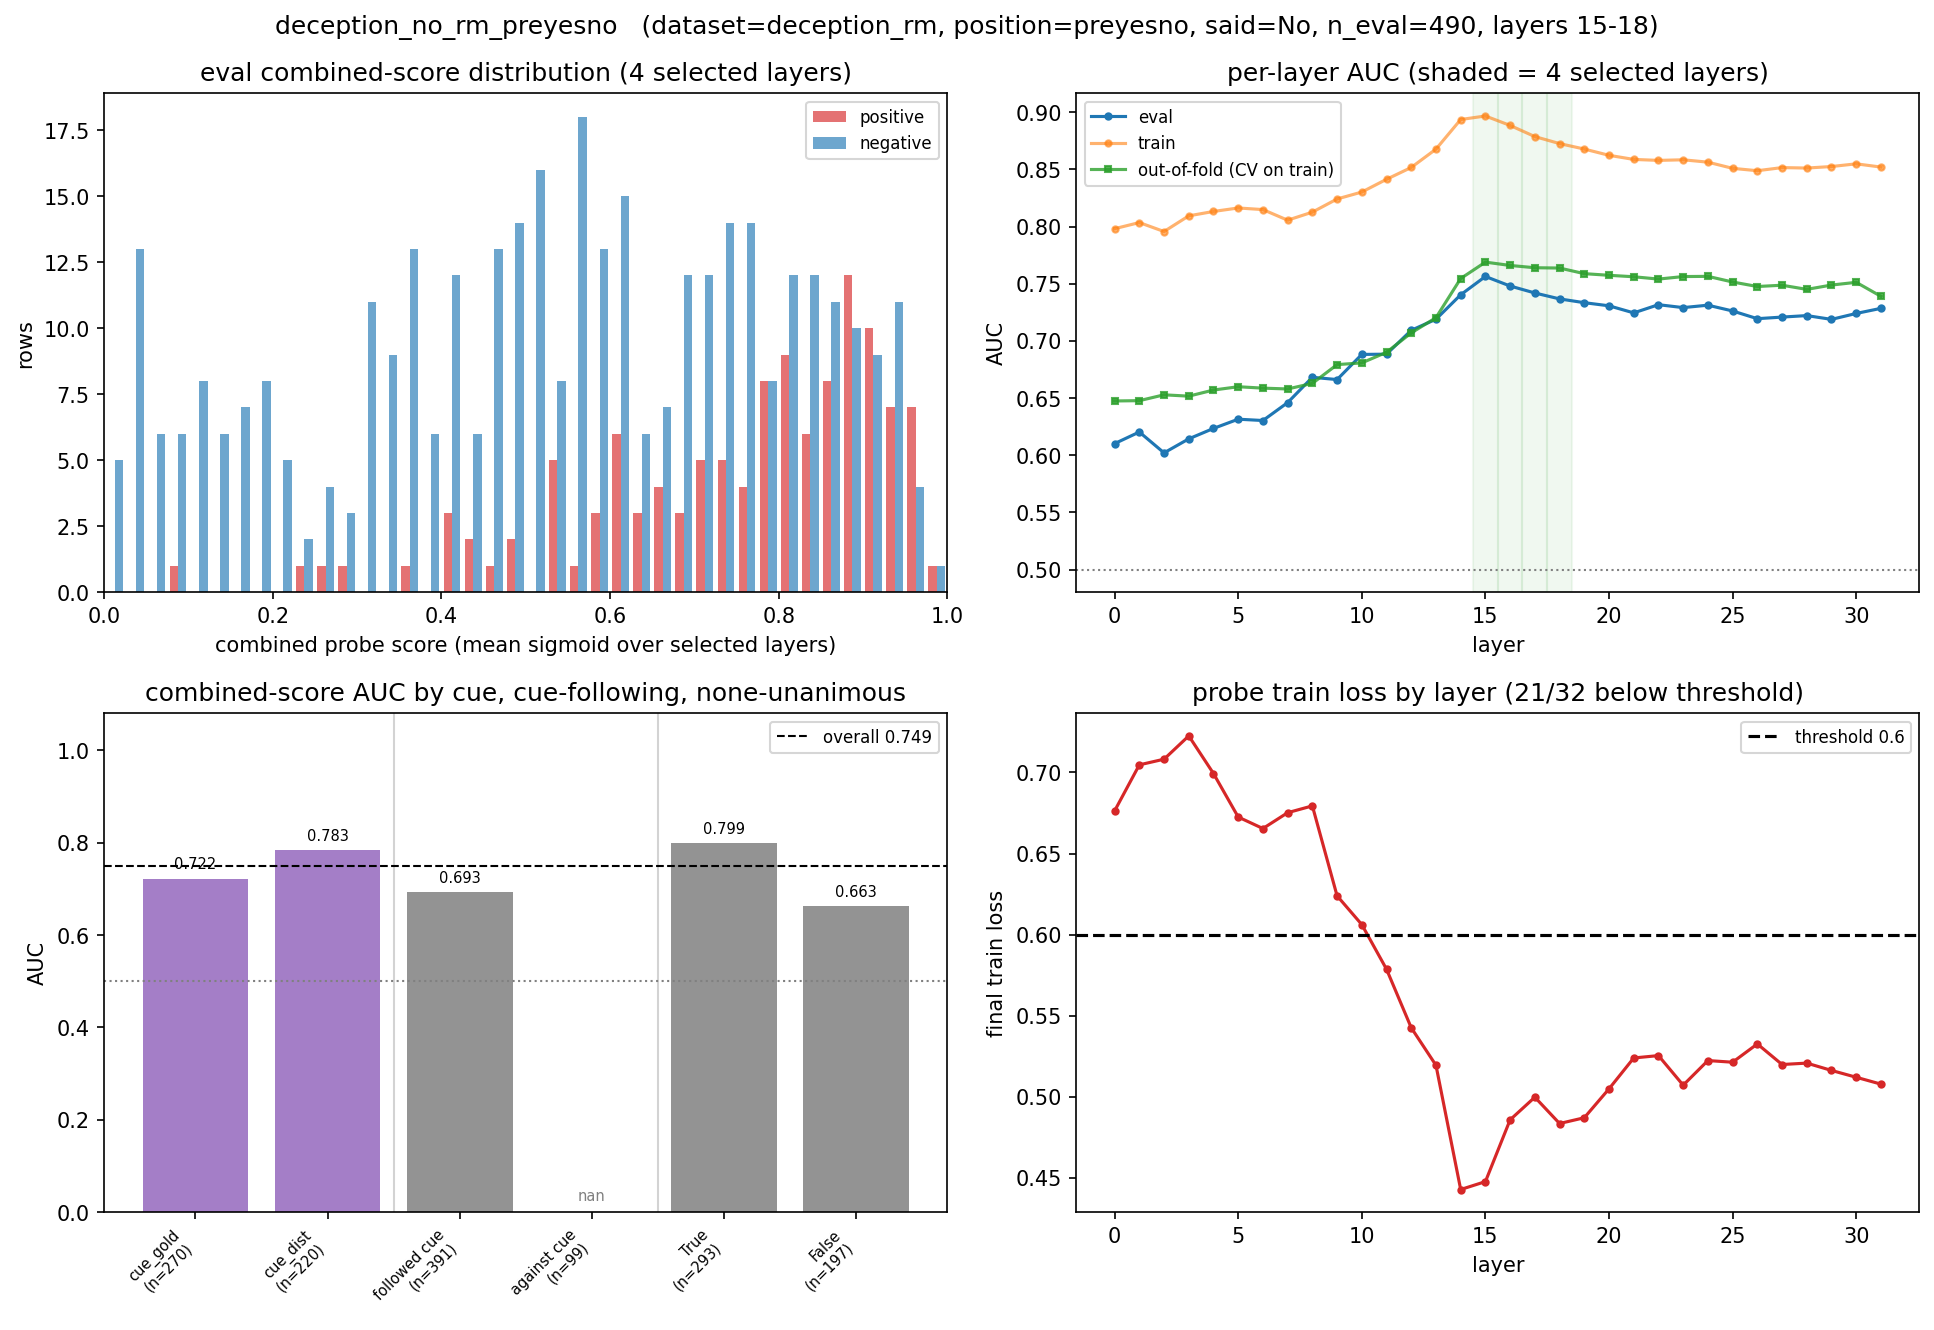 deception_no_rm_preyesno   (dataset=deception_rm, position=preyesno, said=No, n_eval=490, layers 15-18)
eval combined-score distribution (4 selected layers)
positive
negative
17.5
15.0
12.5
10.0
7.5
5.0
2.5
0.0
rows
0.0 0.2 0.4 0.6 0.8 1.0
combined probe score (mean sigmoid over selected layers)
per-layer AUC (shaded = 4 selected layers)
eval
train
out-of-fold (CV on train)
0.90
0.85
0.80
0.75
0.70
0.65
0.60
0.55
0.50
AUC
0 5 10 15 20 25 30
layer
combined-score AUC by cue, cue-following, none-unanimous
overall 0.749
1.0
0.8
0.6
0.4
0.2
0.0
AUC
0.722
0.783
0.693
nan
0.799
0.663
cue_gold
(n=270)
cue_dist
(n=220)
followed cue
(n=391)
against cue
(n=99)
True
(n=293)
False
(n=197)
probe train loss by layer (21/32 below threshold)
threshold 0.6
0.70
0.65
0.60
0.55
0.50
0.45
final train loss
0 5 10 15 20 25 30
layer